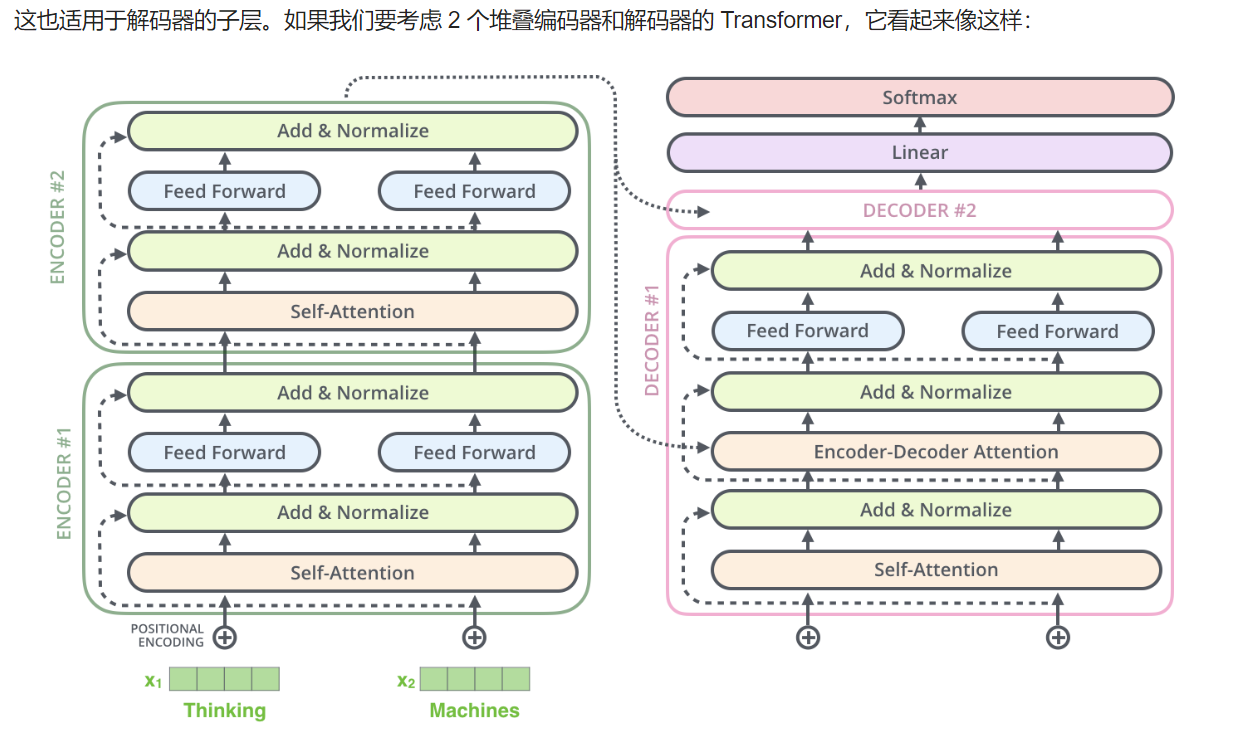 这也适用于解码器的子层。如果我们要考虑 2 个堆叠编码器和解码器的 Transformer，它看起来像这样：
ENCODER #2
Add & Normalize
Feed Forward
Feed Forward
Add & Normalize
Self-Attention
ENCODER #1
Add & Normalize
Feed Forward
Feed Forward
Add & Normalize
Self-Attention
POSITIONAL
ENCODING
x1
x2
Thinking
Machines
Softmax
Linear
DECODER #2
DECODER #1
Add & Normalize
Feed Forward
Feed Forward
Add & Normalize
Encoder-Decoder Attention
Add & Normalize
Self-Attention